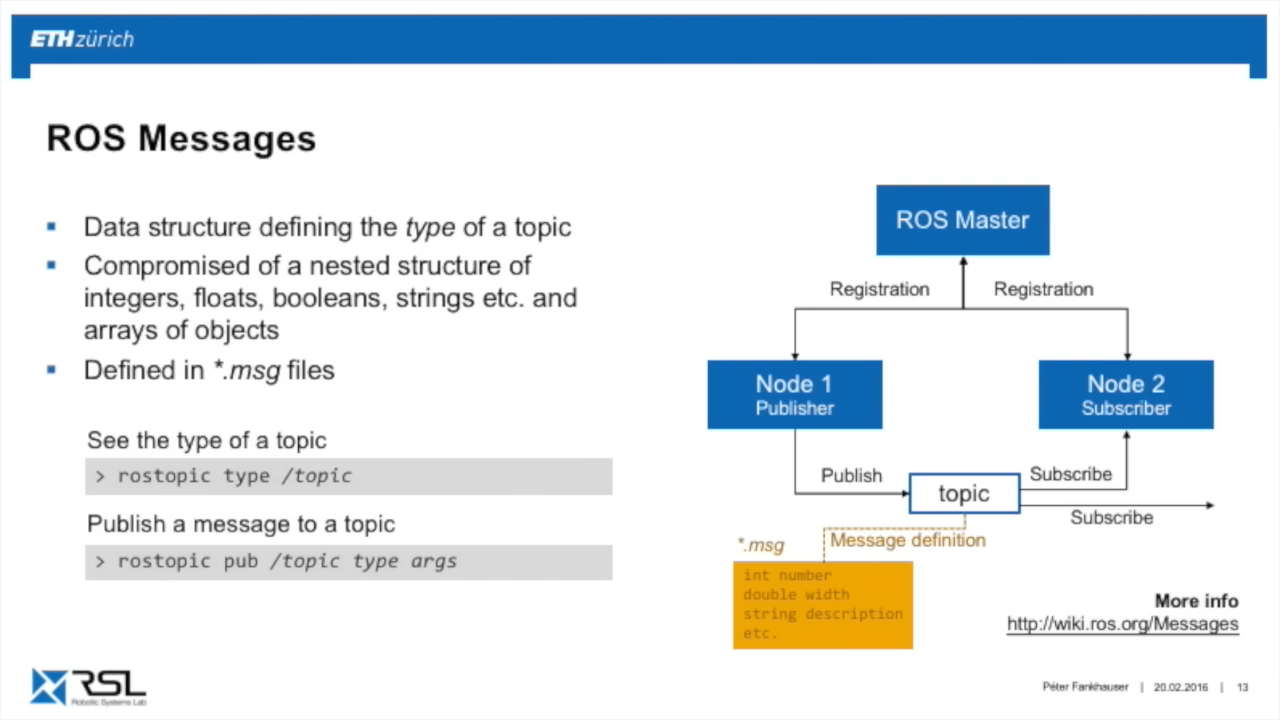 ETHzürich
ROS Messages
▪ Data structure defining the type of a topic
▪ Compromised of a nested structure of
integers, floats, booleans, strings etc. and
arrays of objects
▪ Defined in *.msg files
See the type of a topic
> rostopic type /topic
Publish a message to a topic
> rostopic pub /topic type args
ROS Master
Registration
Registration
Node 1
Publisher
Node 2
Subscriber
Publish
topic
Subscribe
Subscribe
*.msg
Message definition
int number
double width
string description
etc.
More info
http://wiki.ros.org/Messages
RSL
Robotic Systems Lab
Péter Fankhauser | 20.02.2016 | 13